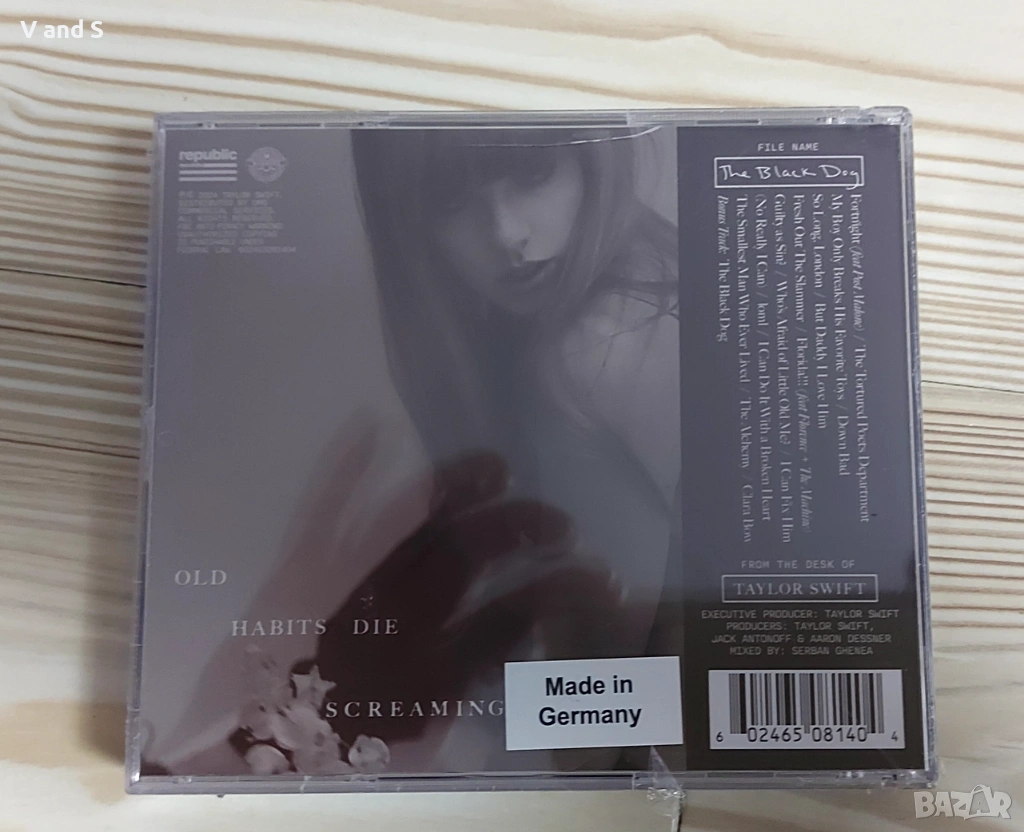 V and S
republic
OLD
HABITS DIE
SCREAMING
Made in
Germany
FILE NAME
The Black Dog
Fortnight (feat Post Malone) / The Tortured Poets Department
My Boy Only Breaks His Favorite Toys / Down Bad
So Long, London / But Daddy I Love Him
Fresh Out The Slammer / Florida!!! (feat Florence + The Machine)
Guilty as Sin? / Who's Afraid of Little Old Me? / I Can Fix Him
(No Really I Can) / loml / I Can Do It With a Broken Heart
The Smallest Man Who Ever Lived / The Alchemy / Clara Bow
Bonus Track: The Black Dog
FROM THE DESK OF
TAYLOR SWIFT
EXECUTIVE PRODUCER: TAYLOR SWIFT
PRODUCERS: TAYLOR SWIFT,
JACK ANTONOFF & AARON DESSNER
MIXED BY: SERBAN GHENEA
6 02465 08140 4
BAZAR